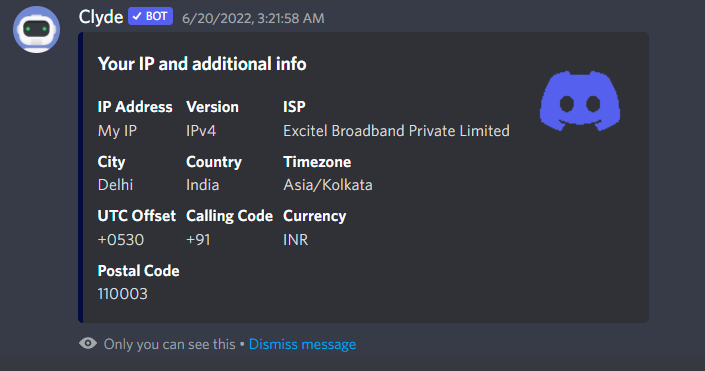 Clyde BOT 6/20/2022, 3:21:58 AM
Your IP and additional info
IP Address Version ISP
My IP IPv4 Excitel Broadband Private Limited
City Country Timezone
Delhi India Asia/Kolkata
UTC Offset Calling Code Currency
+0530 +91 INR
Postal Code
110003
Only you can see this • Dismiss message